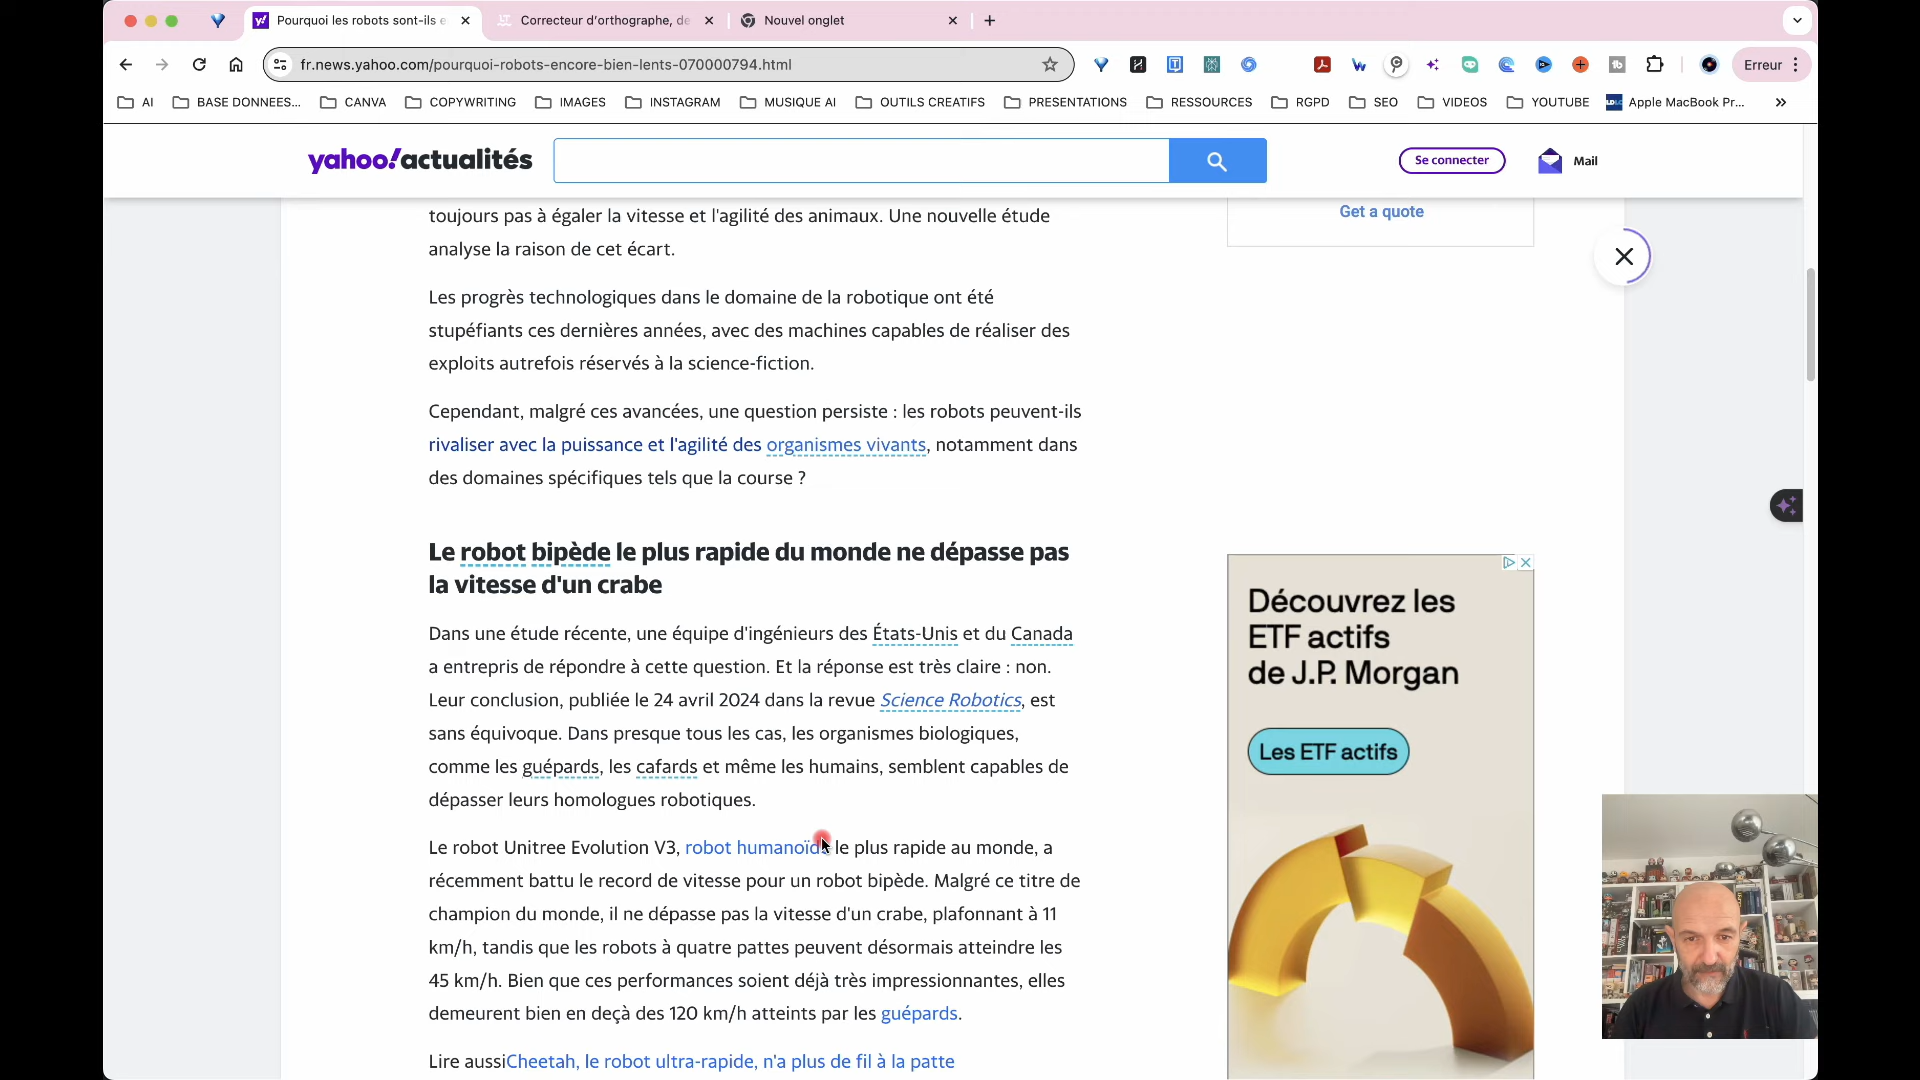 Pourquoi les robots sont-ils e
Correcteur d'orthographe, de
Nouvel onglet
fr.news.yahoo.com/pourquoi-robots-encore-bien-lents-070000794.html
Erreur
AI
BASE DONNEES...
CANVA
COPYWRITING
IMAGES
INSTAGRAM
MUSIQUE AI
OUTILS CREATIFS
PRESENTATIONS
RESSOURCES
RGPD
SEO
VIDEOS
YOUTUBE
Apple MacBook Pr...
yahoo!actualités
Se connecter
Mail
toujours pas à égaler la vitesse et l'agilité des animaux. Une nouvelle étude
analyse la raison de cet écart.
Get a quote
Les progrès technologiques dans le domaine de la robotique ont été
stupéfiants ces dernières années, avec des machines capables de réaliser des
exploits autrefois réservés à la science-fiction.
Cependant, malgré ces avancées, une question persiste : les robots peuvent-ils
rivaliser avec la puissance et l'agilité des organismes vivants, notamment dans
des domaines spécifiques tels que la course ?
Le robot bipède le plus rapide du monde ne dépasse pas
la vitesse d'un crabe
Dans une étude récente, une équipe d'ingénieurs des États-Unis et du Canada
a entrepris de répondre à cette question. Et la réponse est très claire : non.
Leur conclusion, publiée le 24 avril 2024 dans la revue Science Robotics, est
sans équivoque. Dans presque tous les cas, les organismes biologiques,
comme les guépards, les cafards et même les humains, semblent capables de
dépasser leurs homologues robotiques.
Le robot Unitree Evolution V3, robot humanoïde le plus rapide au monde, a
récemment battu le record de vitesse pour un robot bipède. Malgré ce titre de
champion du monde, il ne dépasse pas la vitesse d'un crabe, plafonnant à 11
km/h, tandis que les robots à quatre pattes peuvent désormais atteindre les
45 km/h. Bien que ces performances soient déjà très impressionnantes, elles
demeurent bien en deçà des 120 km/h atteints par les guépards.
Lire aussiCheetah, le robot ultra-rapide, n'a plus de fil à la patte
Découvrez les
ETF actifs
de J.P. Morgan
Les ETF actifs